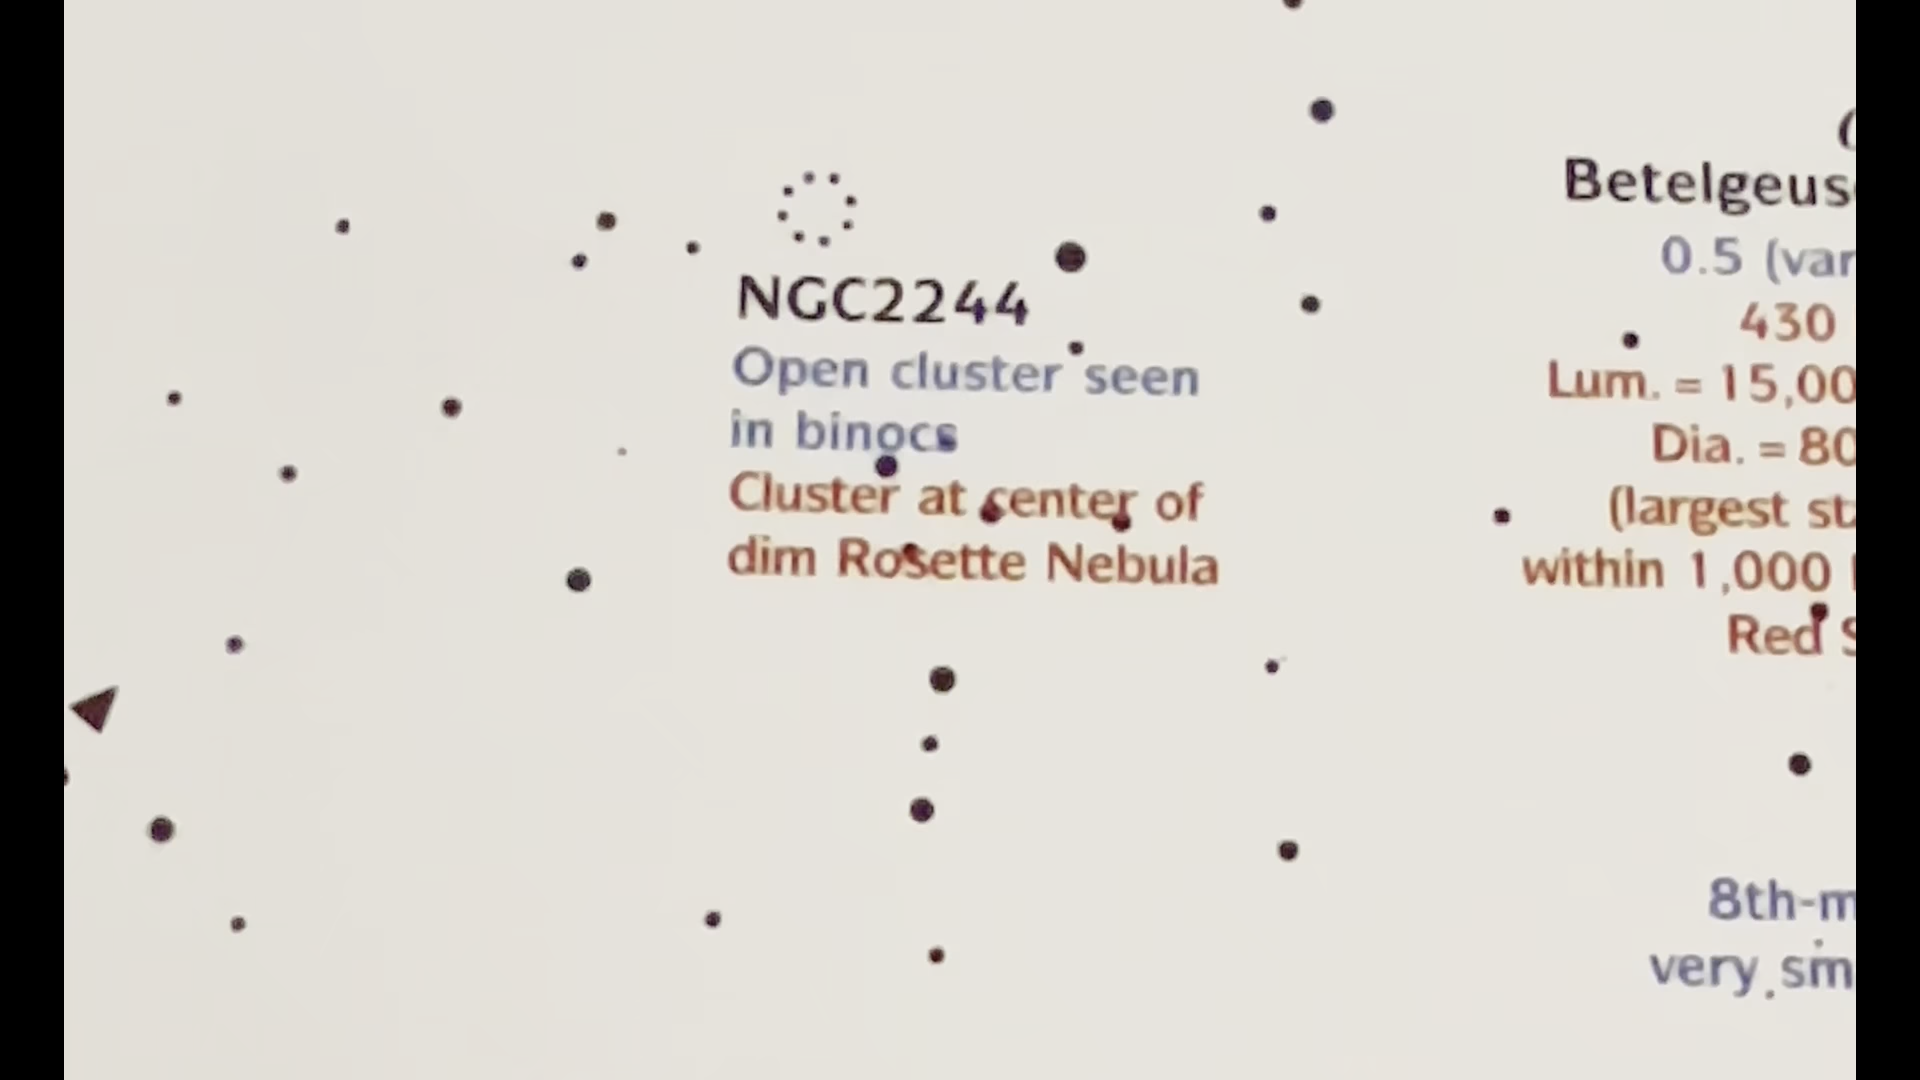 NGC2244
Open cluster seen
in binocs
Cluster at center of
dim Rosette Nebula
Betelgeus
0.5 (var
430
Lum. = 15,00
Dia. = 80
(largest st
within 1,000
Red S
8th-m
very sm